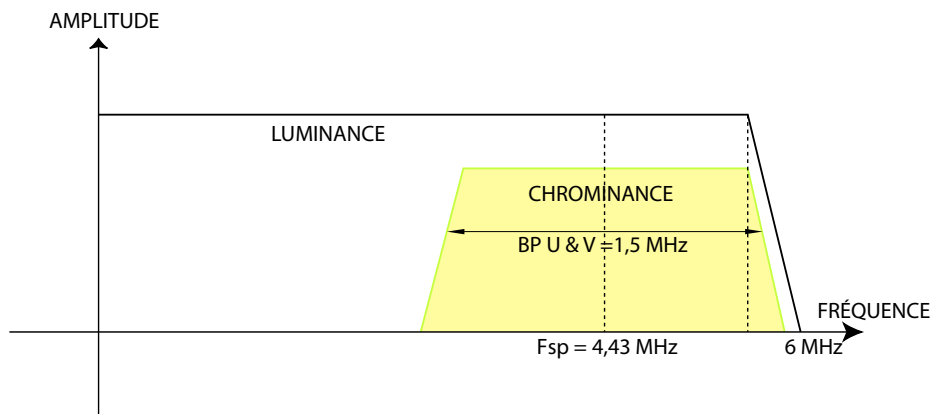 AMPLITUDE
LUMINANCE
CHROMINANCE
BP U & V =1,5 MHz
FRÉQUENCE
Fsp = 4,43 MHz
6 MHz